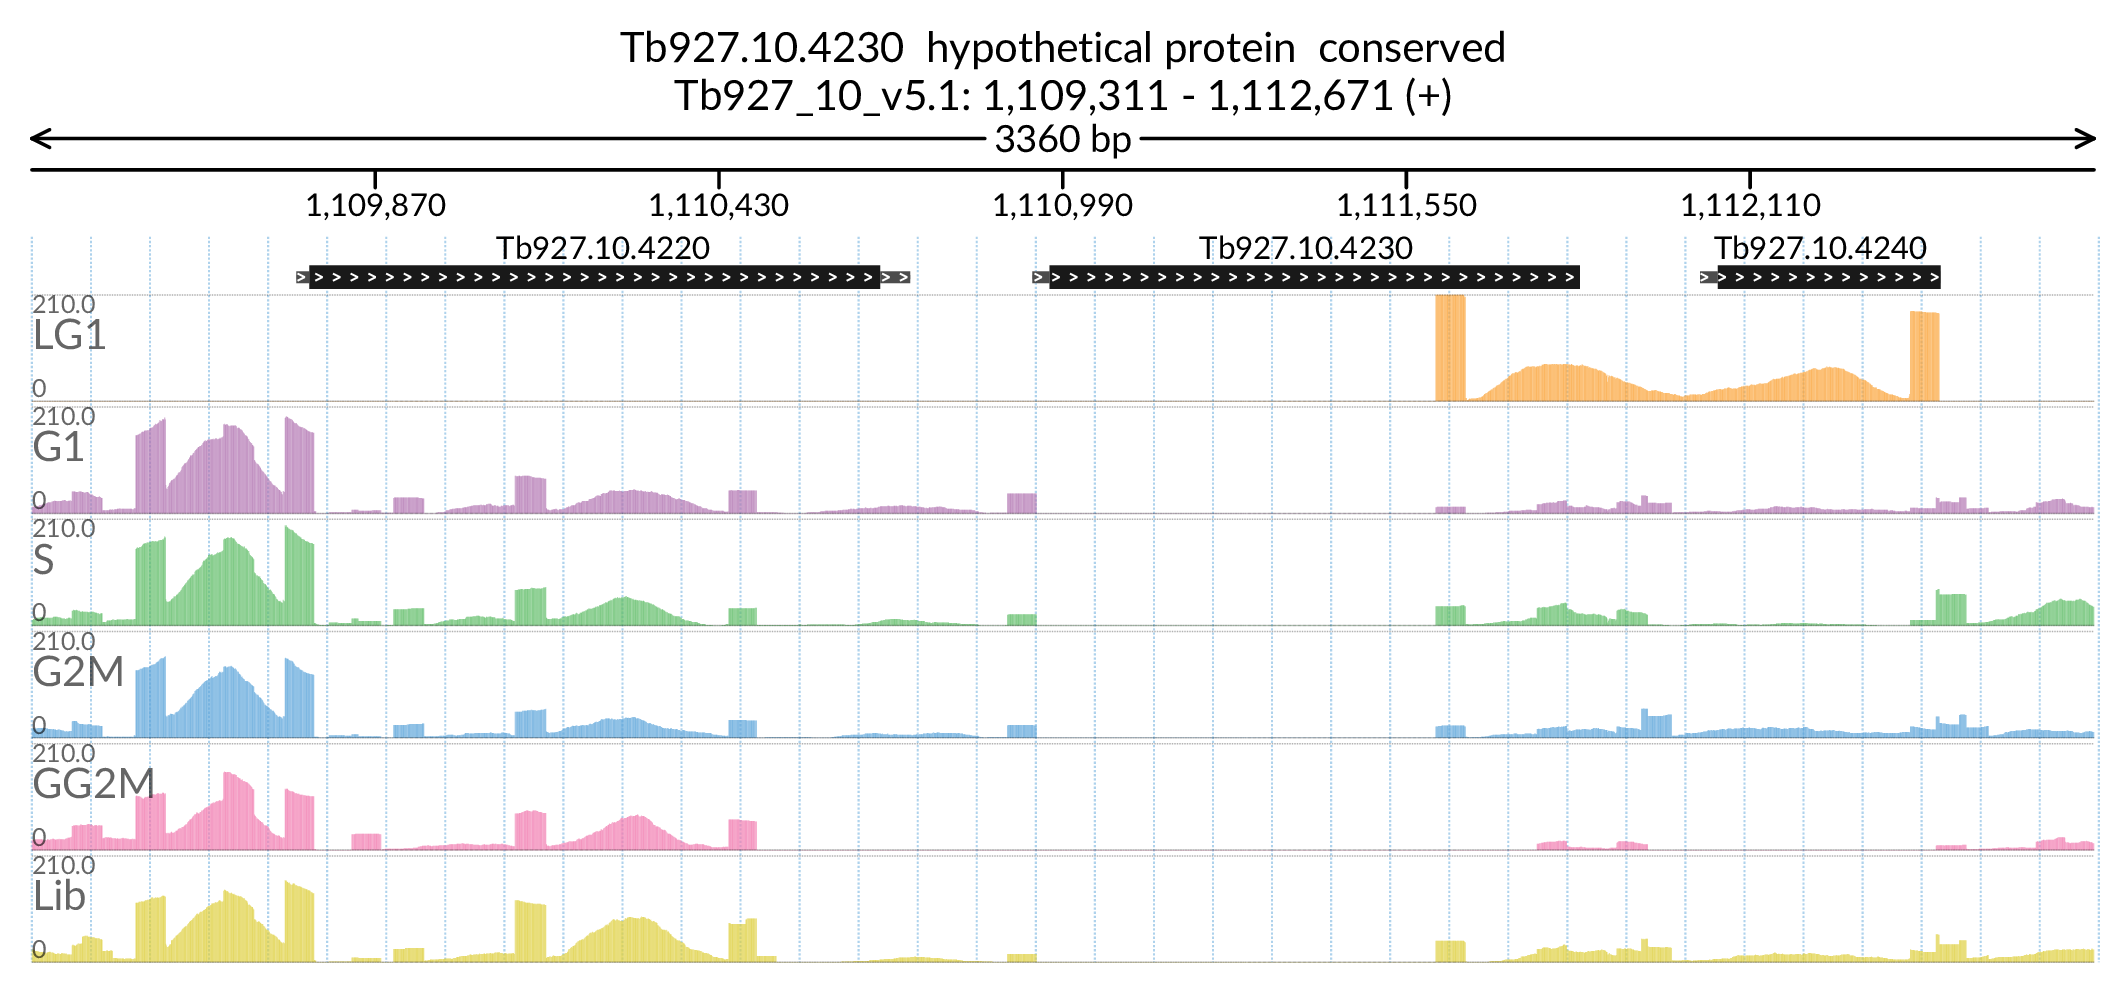 Tb927.10.4230  hypothetical protein  conserved
Tb927_10_v5.1: 1,109,311 - 1,112,671 (+)
3360 bp
1,109,870 1,110,430 1,110,990 1,111,550 1,112,110
Tb927.10.4220 Tb927.10.4230 Tb927.10.4240
210.0
LG1
0
210.0
G1
0
210.0
S
0
210.0
G2M
0
210.0
GG2M
0
210.0
Lib
0